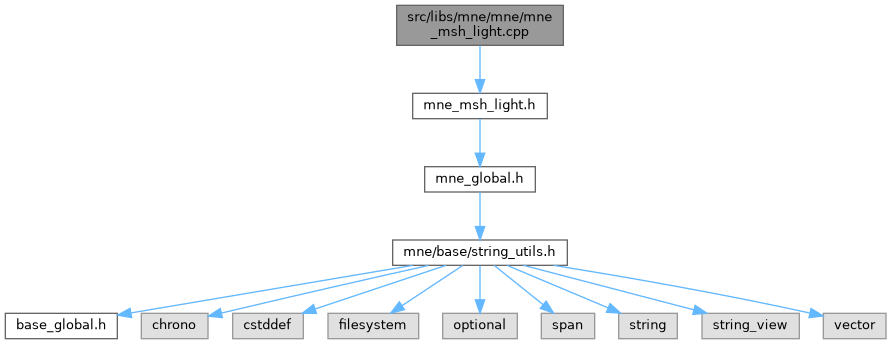 src/libs/mne/mne/mne
_msh_light.cpp
mne_msh_light.h
mne_global.h
mne/base/string_utils.h
base_global.h
chrono
cstddef
filesystem
optional
span
string
string_view
vector